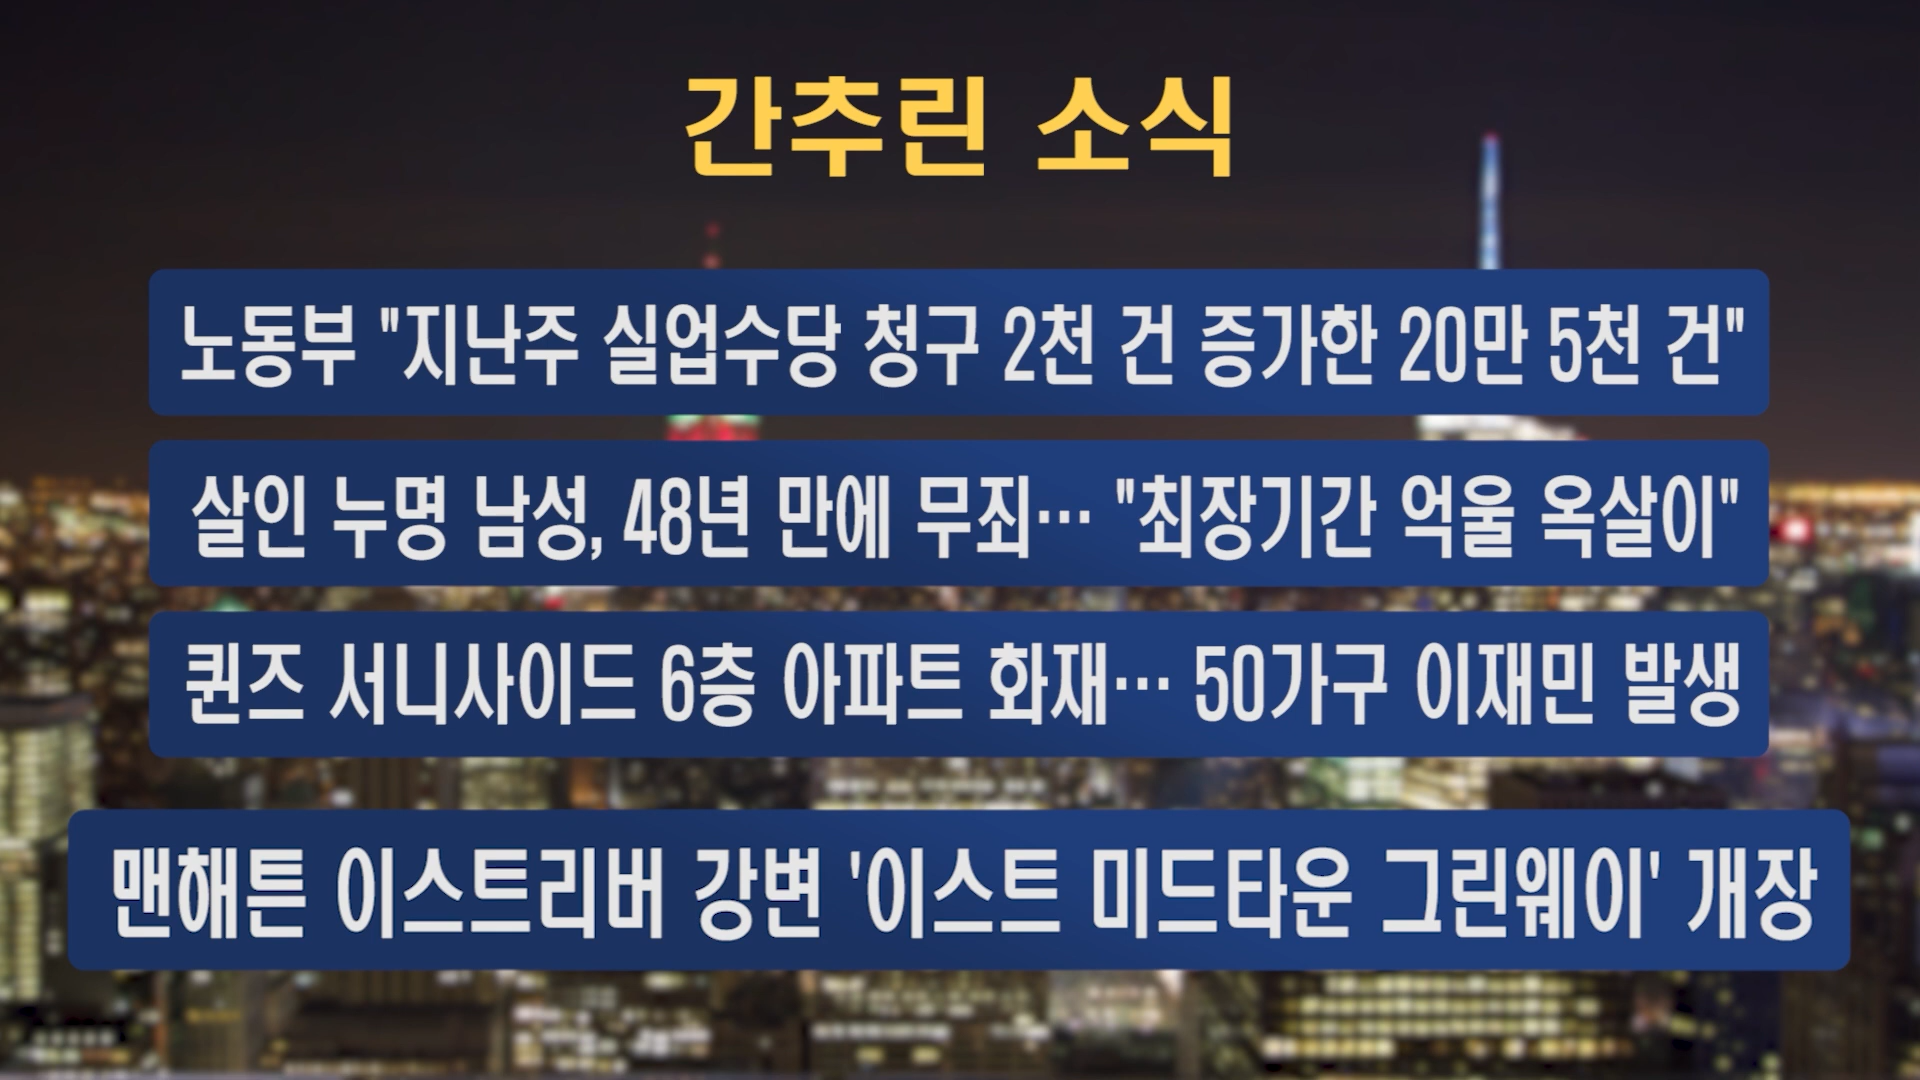 간추린 소식
노동부 "지난주 실업수당 청구 2천 건 증가한 20만 5천 건"
살인 누명 남성, 48년 만에 무죄… "최장기간 억울 옥살이"
퀸즈 서니사이드 6층 아파트 화재… 50가구 이재민 발생
맨해튼 이스트리버 강변 '이스트 미드타운 그린웨이' 개장